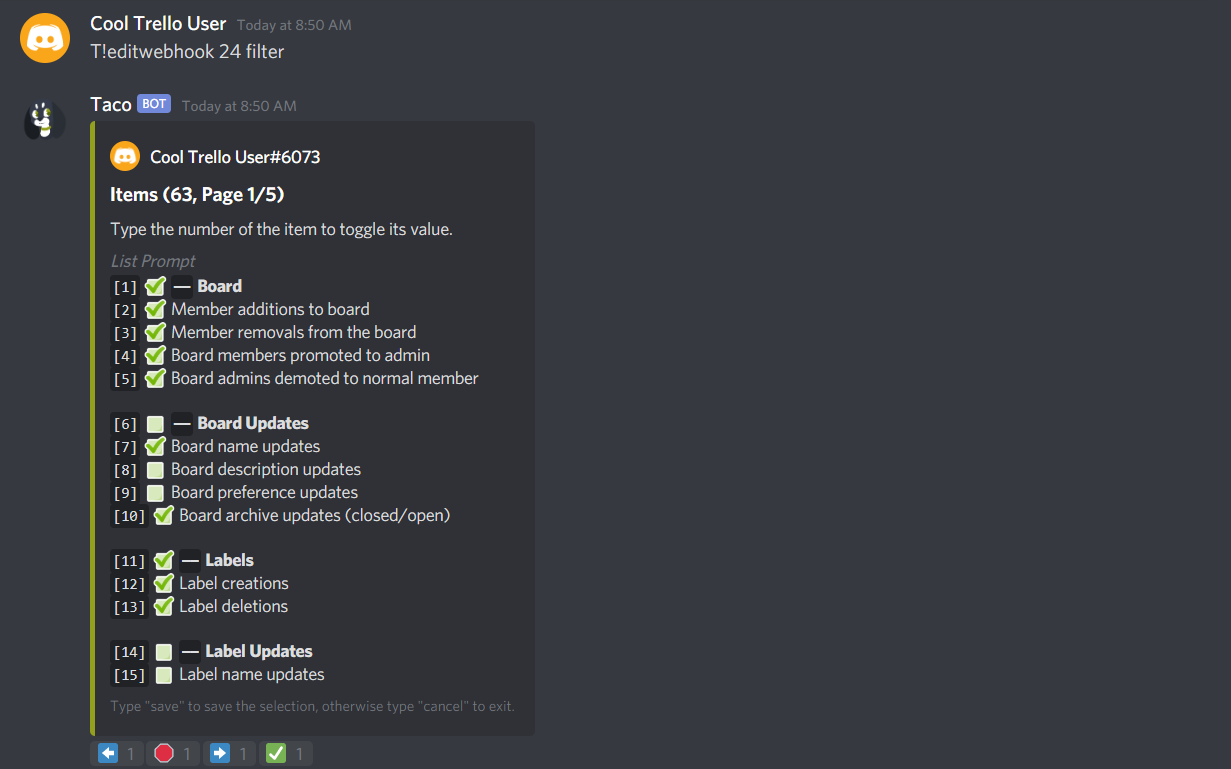 Cool Trello User Today at 8:50 AM
T!editwebhook 24 filter
Taco BOT Today at 8:50 AM
Cool Trello User#6073
Items (63, Page 1/5)
Type the number of the item to toggle its value.
List Prompt
[1] ✅ — Board
[2] ✅ Member additions to board
[3] ✅ Member removals from the board
[4] ✅ Board members promoted to admin
[5] ✅ Board admins demoted to normal member
[6] — Board Updates
[7] ✅ Board name updates
[8] Board description updates
[9] Board preference updates
[10] ✅ Board archive updates (closed/open)
[11] ✅ — Labels
[12] ✅ Label creations
[13] ✅ Label deletions
[14] — Label Updates
[15] Label name updates
Type "save" to save the selection, otherwise type "cancel" to exit.
1 1 1 1